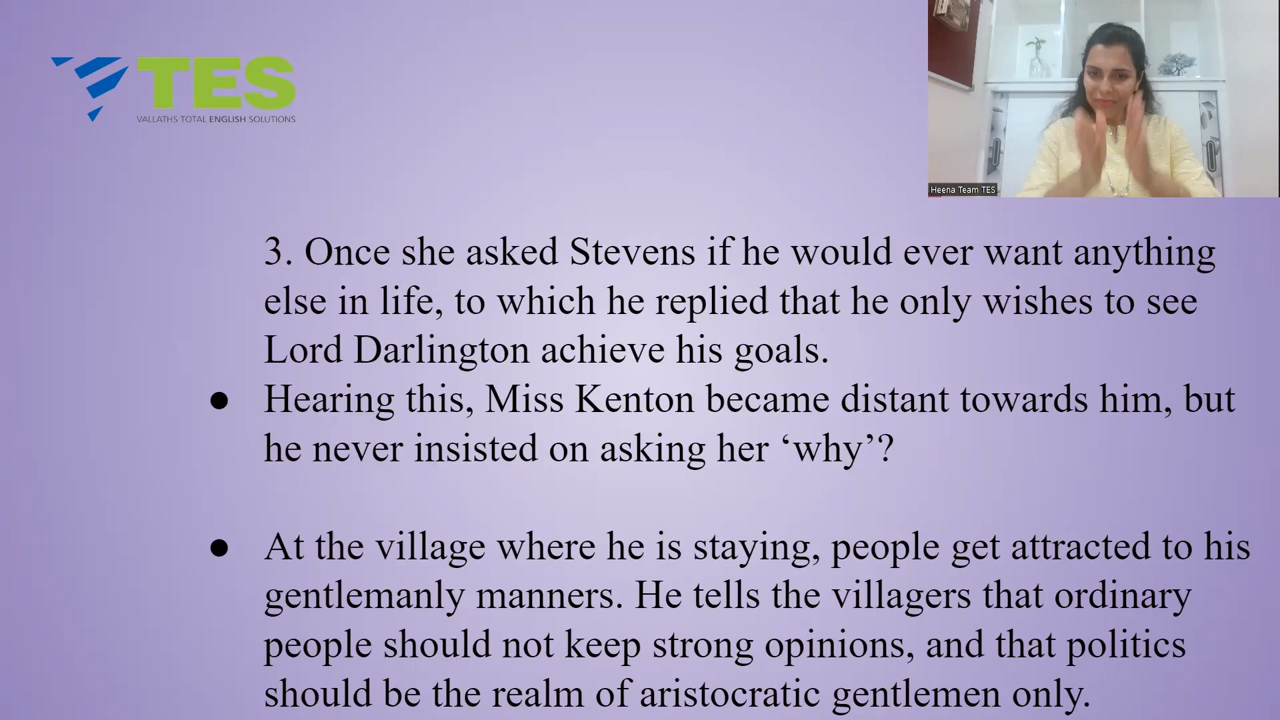 TES
VALLATHS TOTAL ENGLISH SOLUTIONS
Heena Team TES
3. Once she asked Stevens if he would ever want anything
else in life, to which he replied that he only wishes to see
Lord Darlington achieve his goals.
● Hearing this, Miss Kenton became distant towards him, but
he never insisted on asking her ‘why’?
● At the village where he is staying, people get attracted to his
gentlemanly manners. He tells the villagers that ordinary
people should not keep strong opinions, and that politics
should be the realm of aristocratic gentlemen only.